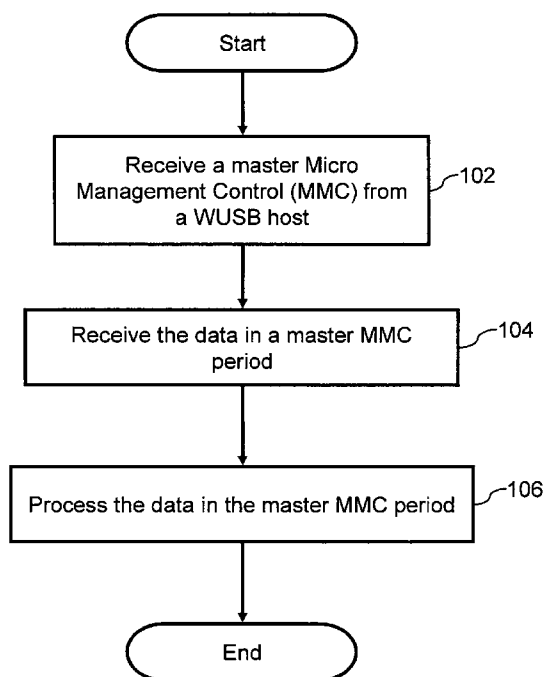 Start
Receive a master Micro
Management Control (MMC) from
a WUSB host
102
Receive the data in a master MMC
period
104
Process the data in the master MMC period
106
End